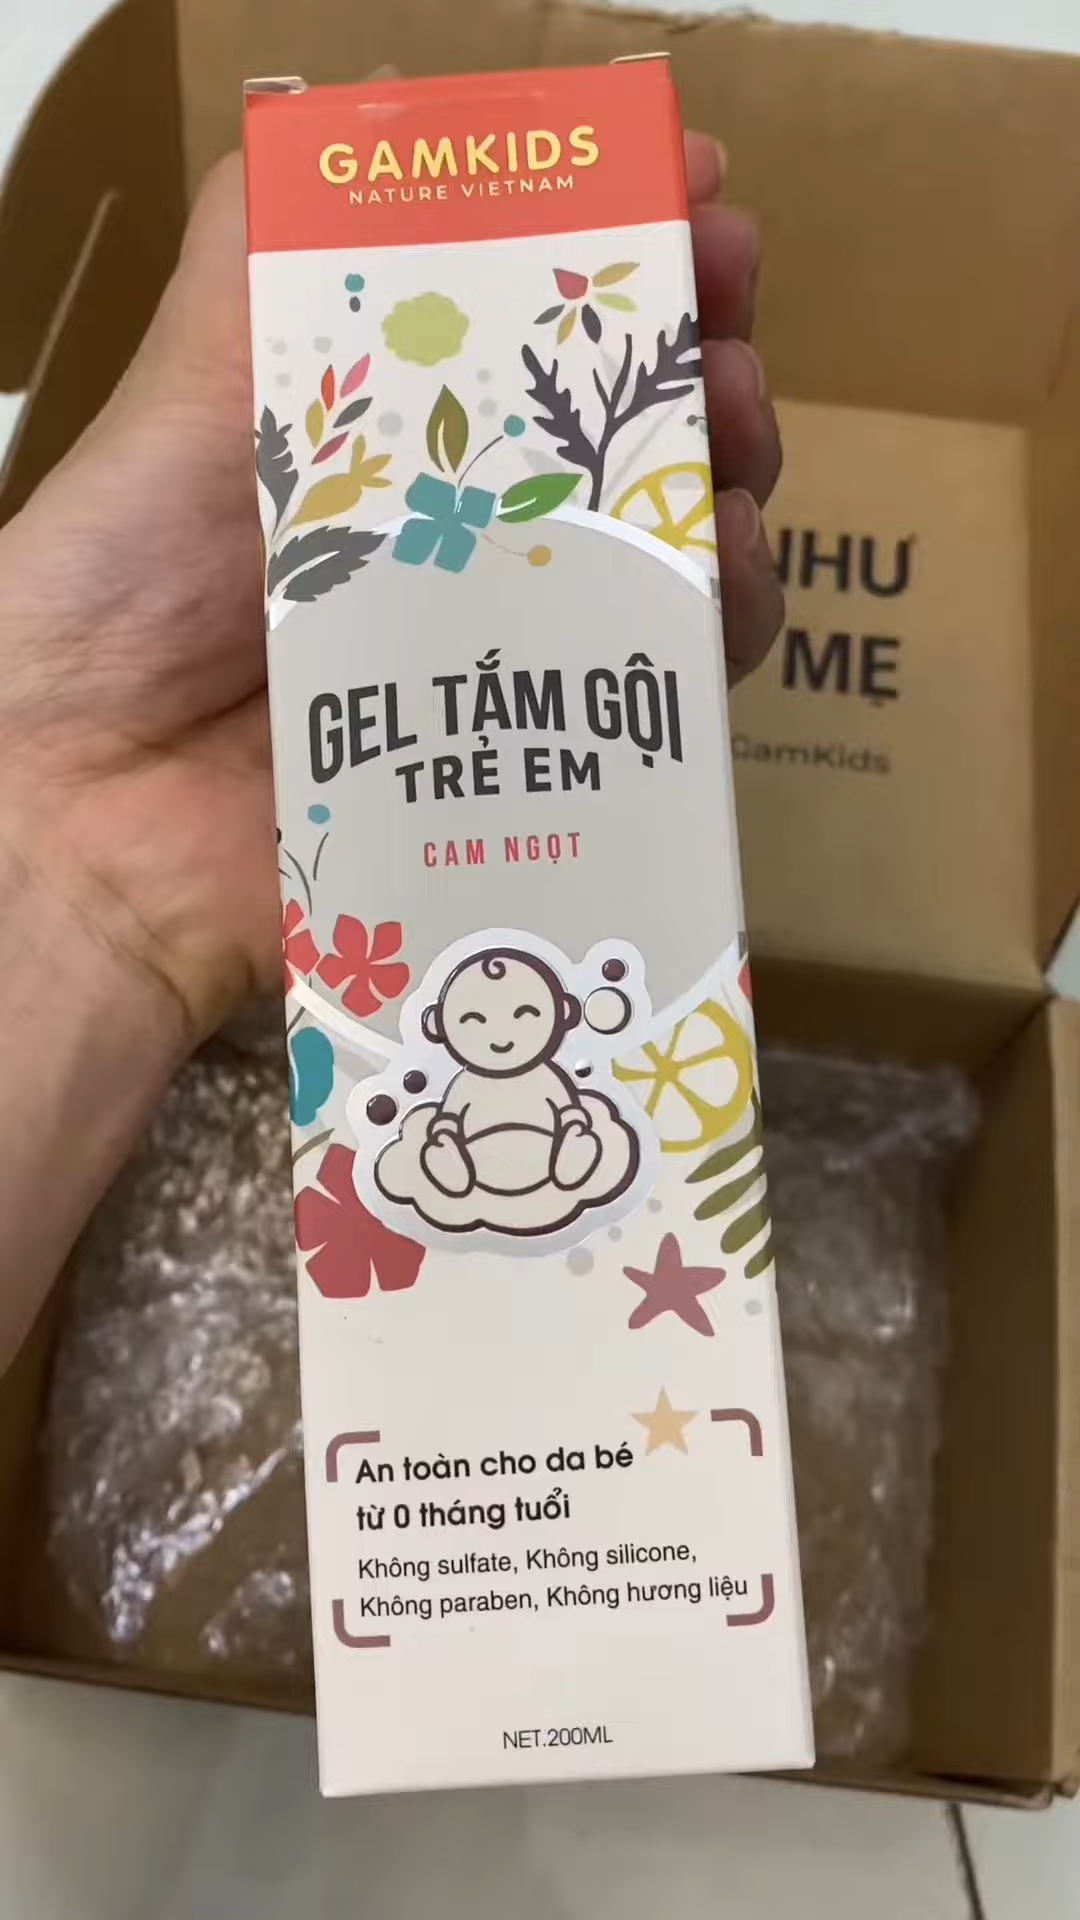 GAMKIDS
NATURE VIETNAM
GEL TẮM GỘI
TRẺ EM
CAM NGỌT
An toàn cho da bé
từ 0 tháng tuổi
Không sulfate, Không silicone,
Không paraben, Không hương liệu
NET.200ML
NHƯ
MẸ
GamKids